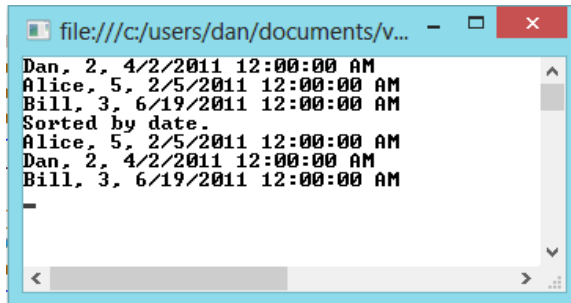 file:///c:/users/dan/documents/v...
Dan, 2, 4/2/2011 12:00:00 AM
Alice, 5, 2/5/2011 12:00:00 AM
Bill, 3, 6/19/2011 12:00:00 AM
Sorted by date.
Alice, 5, 2/5/2011 12:00:00 AM
Dan, 2, 4/2/2011 12:00:00 AM
Bill, 3, 6/19/2011 12:00:00 AM